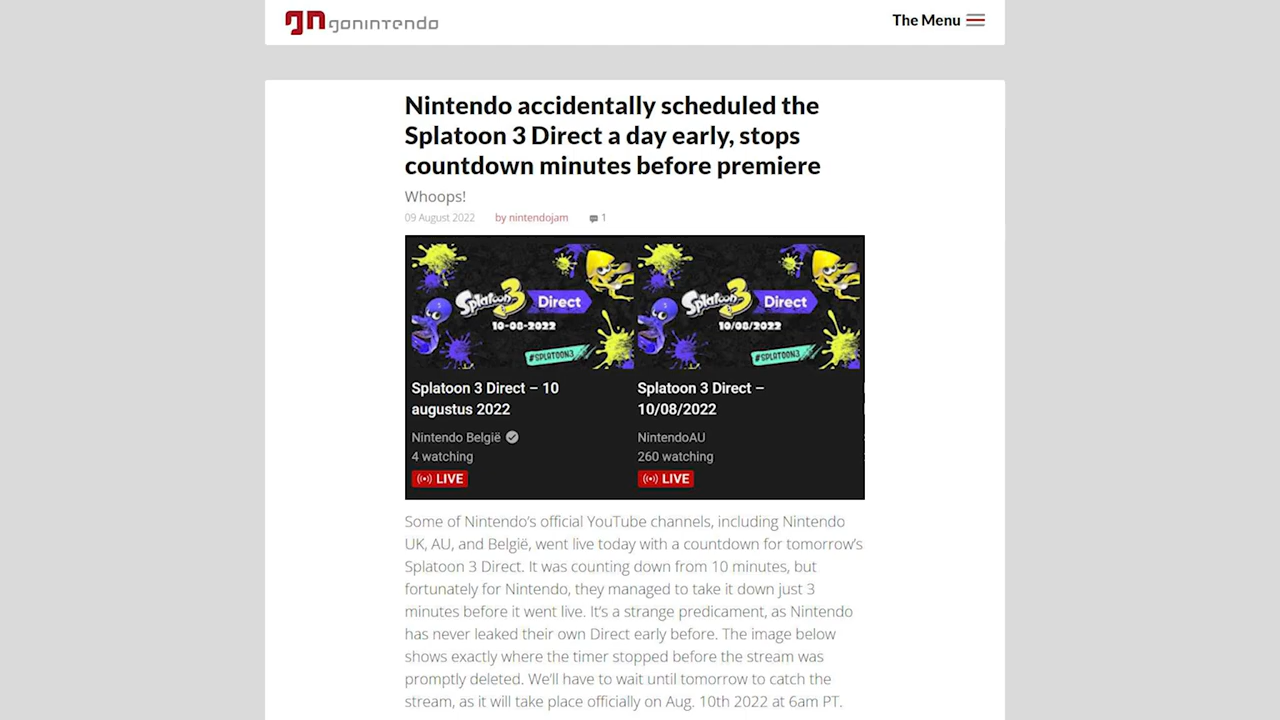 gn gonintendo
The Menu
Nintendo accidentally scheduled the
Splatoon 3 Direct a day early, stops
countdown minutes before premiere
Whoops!
09 August 2022 by nintendojam 1
Splatoon 3 Direct
10-08-2022
#SPLATOON3
Splatoon 3 Direct
10/08/2022
#SPLATOON3
Splatoon 3 Direct – 10
augustus 2022
Nintendo België
4 watching
LIVE
Splatoon 3 Direct –
10/08/2022
NintendoAU
260 watching
LIVE
Some of Nintendo’s official YouTube channels, including Nintendo
UK, AU, and België, went live today with a countdown for tomorrow’s
Splatoon 3 Direct. It was counting down from 10 minutes, but
fortunately for Nintendo, they managed to take it down just 3
minutes before it went live. It’s a strange predicament, as Nintendo
has never leaked their own Direct early before. The image below
shows exactly where the timer stopped before the stream was
promptly deleted. We’ll have to wait until tomorrow to catch the
stream, as it will take place officially on Aug. 10th 2022 at 6am PT.